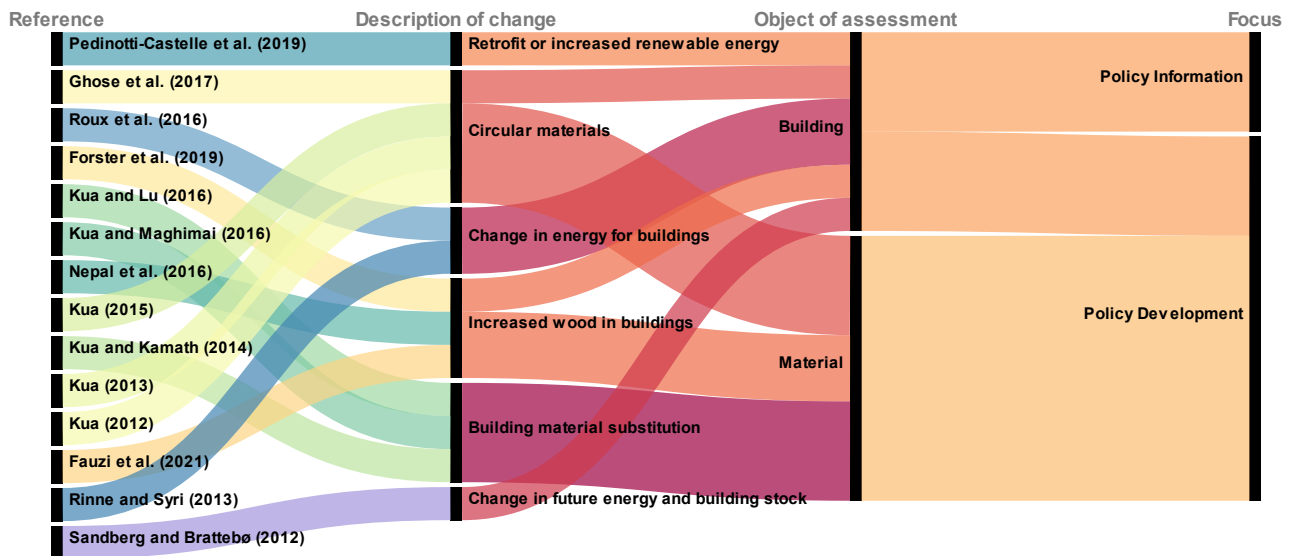 Reference
Description of change
Object of assessment
Focus
Pedinotti-Castelle et al. (2019)
Ghose et al. (2017)
Roux et al. (2016)
Forster et al. (2019)
Kua and Lu (2016)
Kua and Maghimai (2016)
Nepal et al. (2016)
Kua (2015)
Kua and Kamath (2014)
Kua (2013)
Kua (2012)
Fauzi et al. (2021)
Rinne and Syri (2013)
Sandberg and Brattebø (2012)
Retrofit or increased renewable energy
Circular materials
Change in energy for buildings
Increased wood in buildings
Building material substitution
Change in future energy and building stock
Building
Material
Policy Information
Policy Development